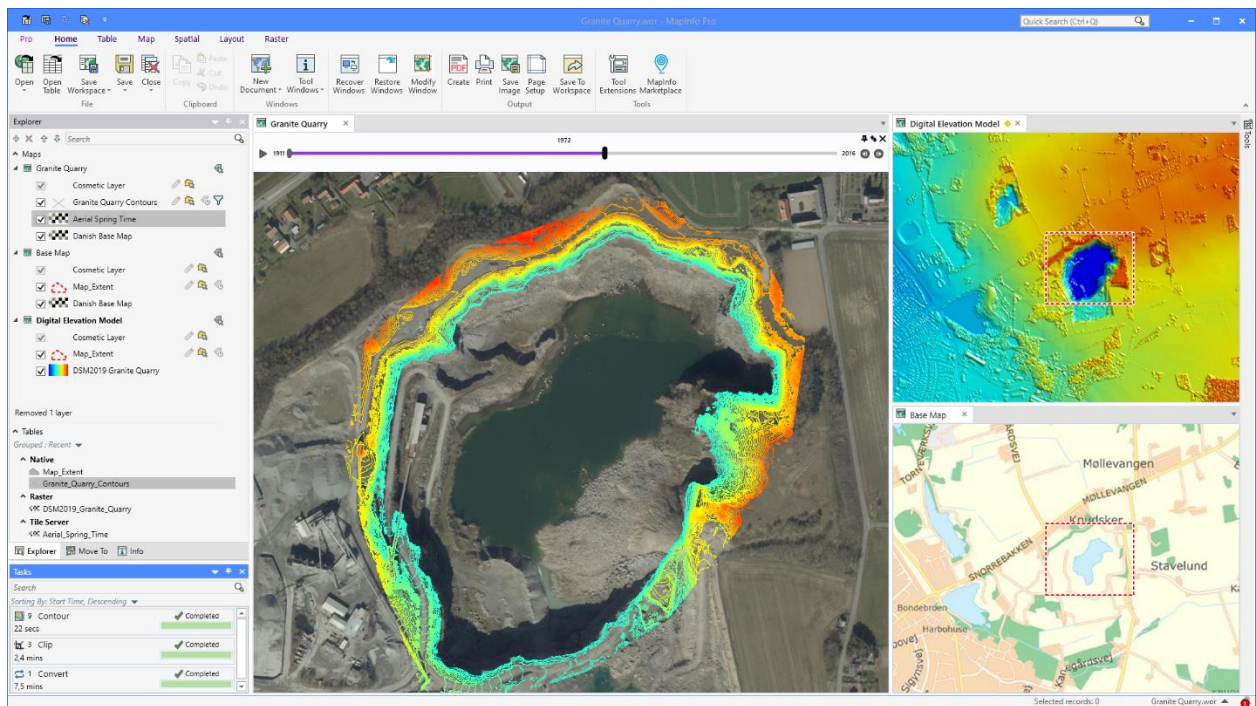 Granite Quarry.wor - MapInfo Pro
Quick Search (Ctrl+Q)
Pro Home Table Map Spatial Layout Raster
Open
Open Table
Save Workspace
Save
Close
File
Copy
Paste
Cut
Undo
Clipboard
New Document
Tool Windows
Windows
Recover Windows
Restore Windows
Modify Window
PDF
Create
Print
Save Image
Page Setup
Save To Workspace
Output
Tool Extensions
MapInfo Marketplace
Tools
Explorer
Search
Maps
Granite Quarry
Cosmetic Layer
Granite Quarry Contours
Aerial Spring Time
Danish Base Map
Base Map
Cosmetic Layer
Map_Extent
Danish Base Map
Digital Elevation Model
Cosmetic Layer
Map_Extent
DSM2019 Granite Quarry
Removed 1 layer
Tables
Grouped : Recent
Native
Map_Extent
Granite_Quarry_Contours
Raster
DSM2019_Granite_Quarry
Tile Server
Aerial_Spring_Time
Explorer Move To Info
Tasks
Search
Sorting By: Start Time, Descending
9 Contour Completed
22 secs
3 Clip Completed
2,4 mins
1 Convert Completed
7,5 mins
Granite Quarry
1972
1911
2016
Digital Elevation Model
Tools
Base Map
Møllevangen
MØLLEVANGEN
Knudsker
SNORREBAKKEN
Stavelund
Bondebroen
Harbohuse
Kanegårdsvej
Sigynsvej
Selected records: 0
Granite Quarry.wor
1